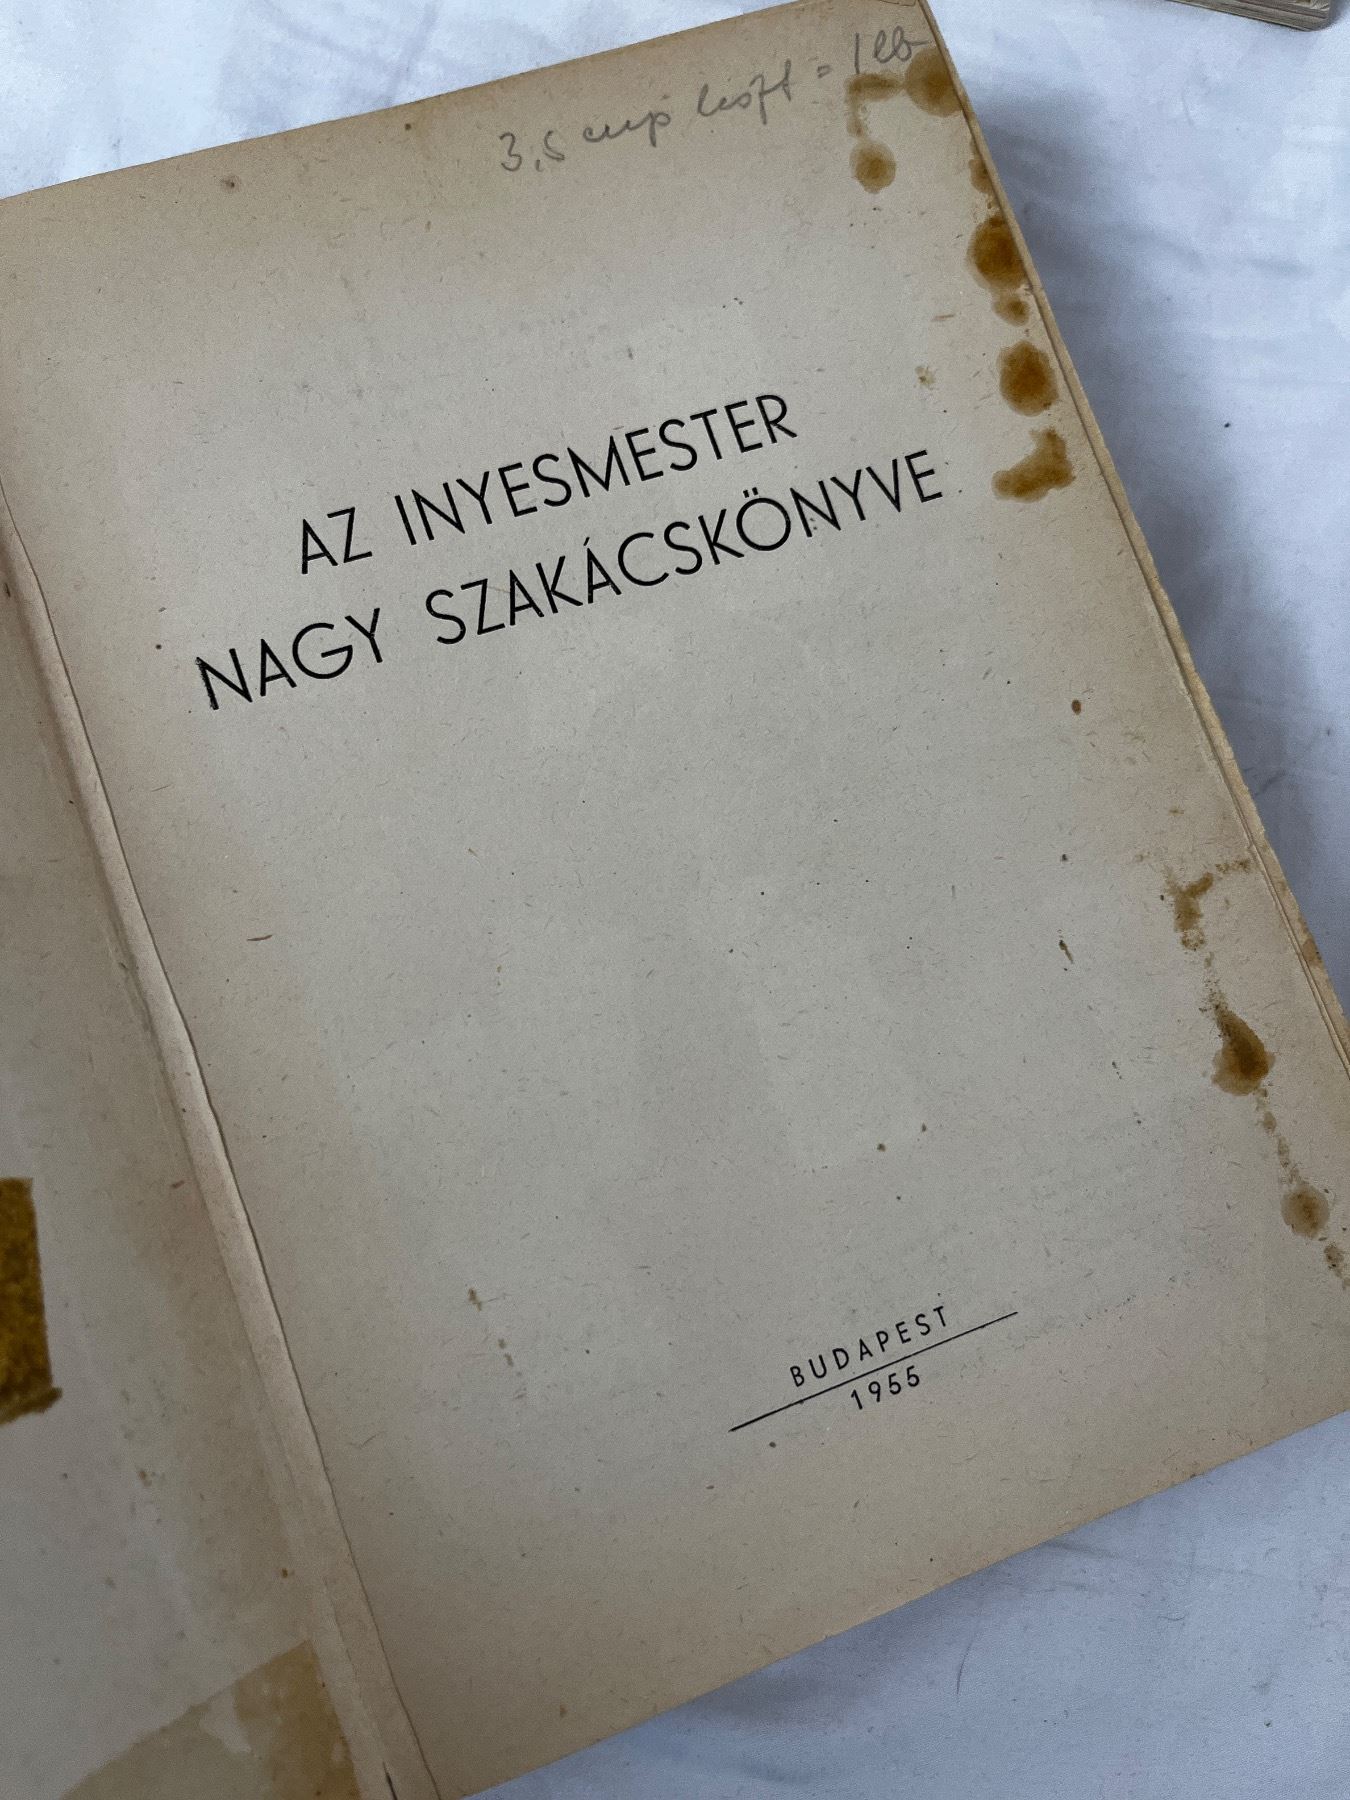 3,5 cup liszt = 1 lb
AZ INYESMESTER
NAGY SZAKÁCSKÖNYVE
BUDAPEST
1955